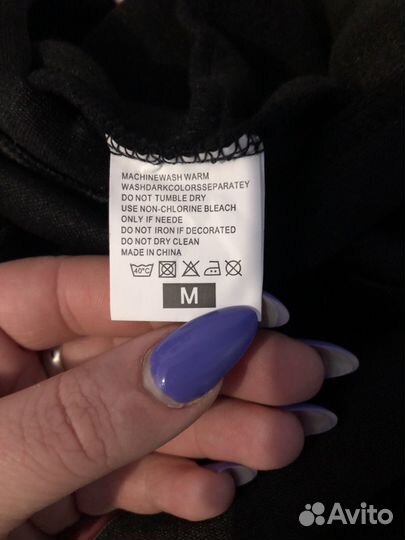 MACHINEWASH WARM
WASHDARKCOLORSSEPARATEY
DO NOT TUMBLE DRY
USE NON-CHLORINE BLEACH
ONLY IF NEEDE
DO NOT IRON IF DECORATED
DO NOT DRY CLEAN
MADE IN CHINA
40°C
M
Avito